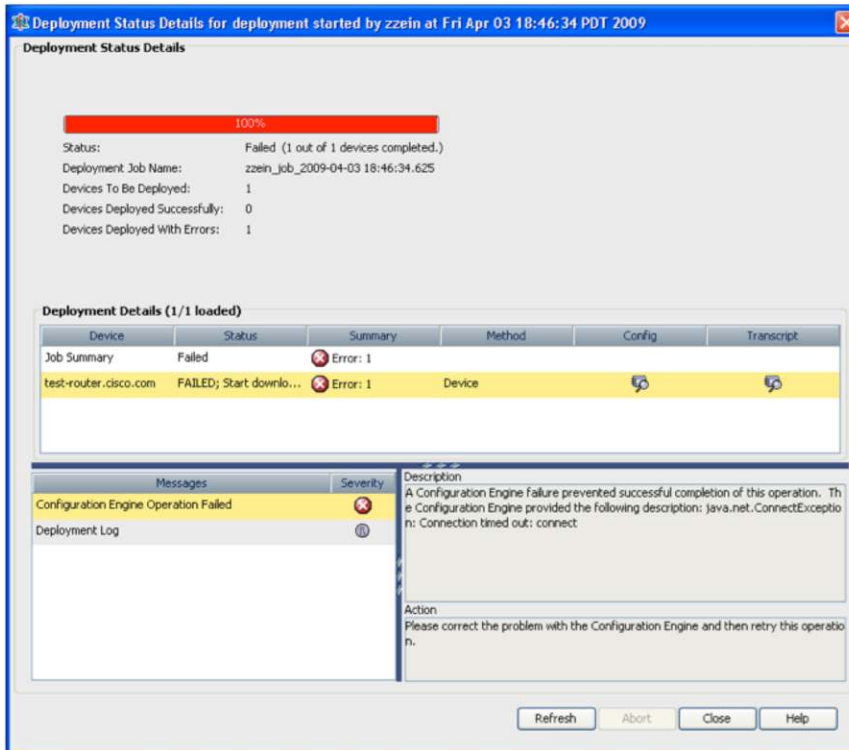 Deployment Status Details for deployment started by zzein at Fri Apr 03 18:46:34 PDT 2009
Deployment Status Details
100%
Status: Failed (1 out of 1 devices completed.)
Deployment Job Name: zzein_job_2009-04-03 18:46:34.625
Devices To Be Deployed: 1
Devices Deployed Successfully: 0
Devices Deployed With Errors: 1
Deployment Details (1/1 loaded)
Device Status Summary Method Config Transcript
Job Summary Failed Error: 1
test-router.cisco.com FAILED; Start downlo... Error: 1 Device
Messages Severity
Configuration Engine Operation Failed
Deployment Log
Description
A Configuration Engine failure prevented successful completion of this operation. Th
e Configuration Engine provided the following description: java.net.ConnectExceptio
n: Connection timed out: connect
Action
Please correct the problem with the Configuration Engine and then retry this operatio
n.
Refresh Abort Close Help